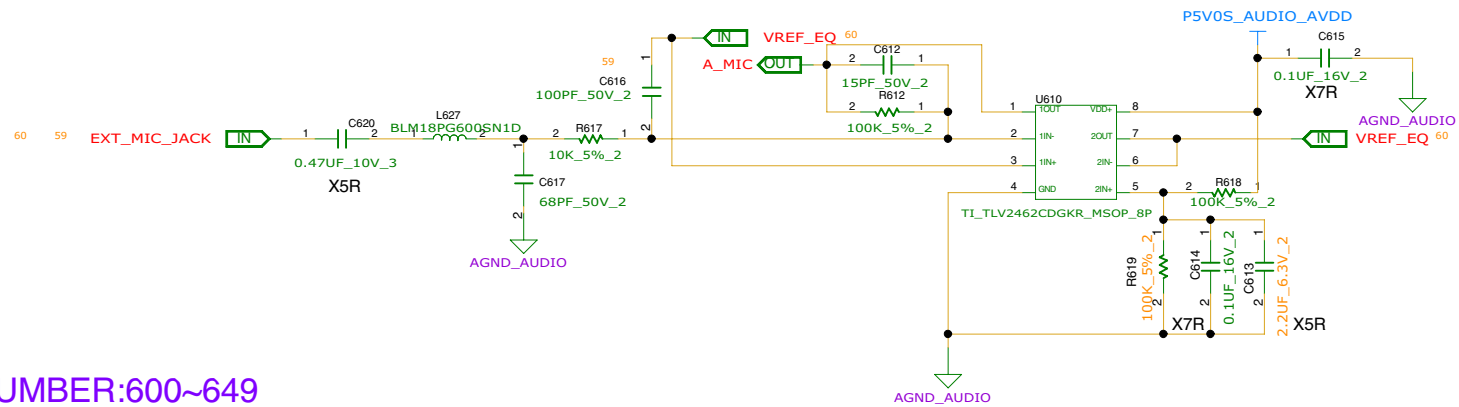 P5V0S_AUDIO_AVDD
IN VREF_EQ 60
C612
A_MIC OUT
2 1
15PF_50V_2
C615
1 2
0.1UF_16V_2
X7R
AGND_AUDIO
59
1
C616
100PF_50V_2
2
R612
2 1
100K_5%_2
U610
1 1OUT VDD+ 8
2 1IN- 2OUT 7
3 1IN+ 2IN- 6
4 GND 2IN+ 5
TI_TLV2462CDGKR_MSOP_8P
60 59 EXT_MIC_JACK IN
C620
1 2
0.47UF_10V_3
X5R
L627
BLM18PG600SN1D
1 2
R617
2 1
10K_5%_2
1
C617
68PF_50V_2
2
AGND_AUDIO
IN VREF_EQ 60
R618
2 1
100K_5%_2
R619
100K_5%_2
1
2
X7R
C614
0.1UF_16V_2
1
2
C613
2.2UF_6.3V_2
1
2
X5R
AGND_AUDIO
UMBER:600~649